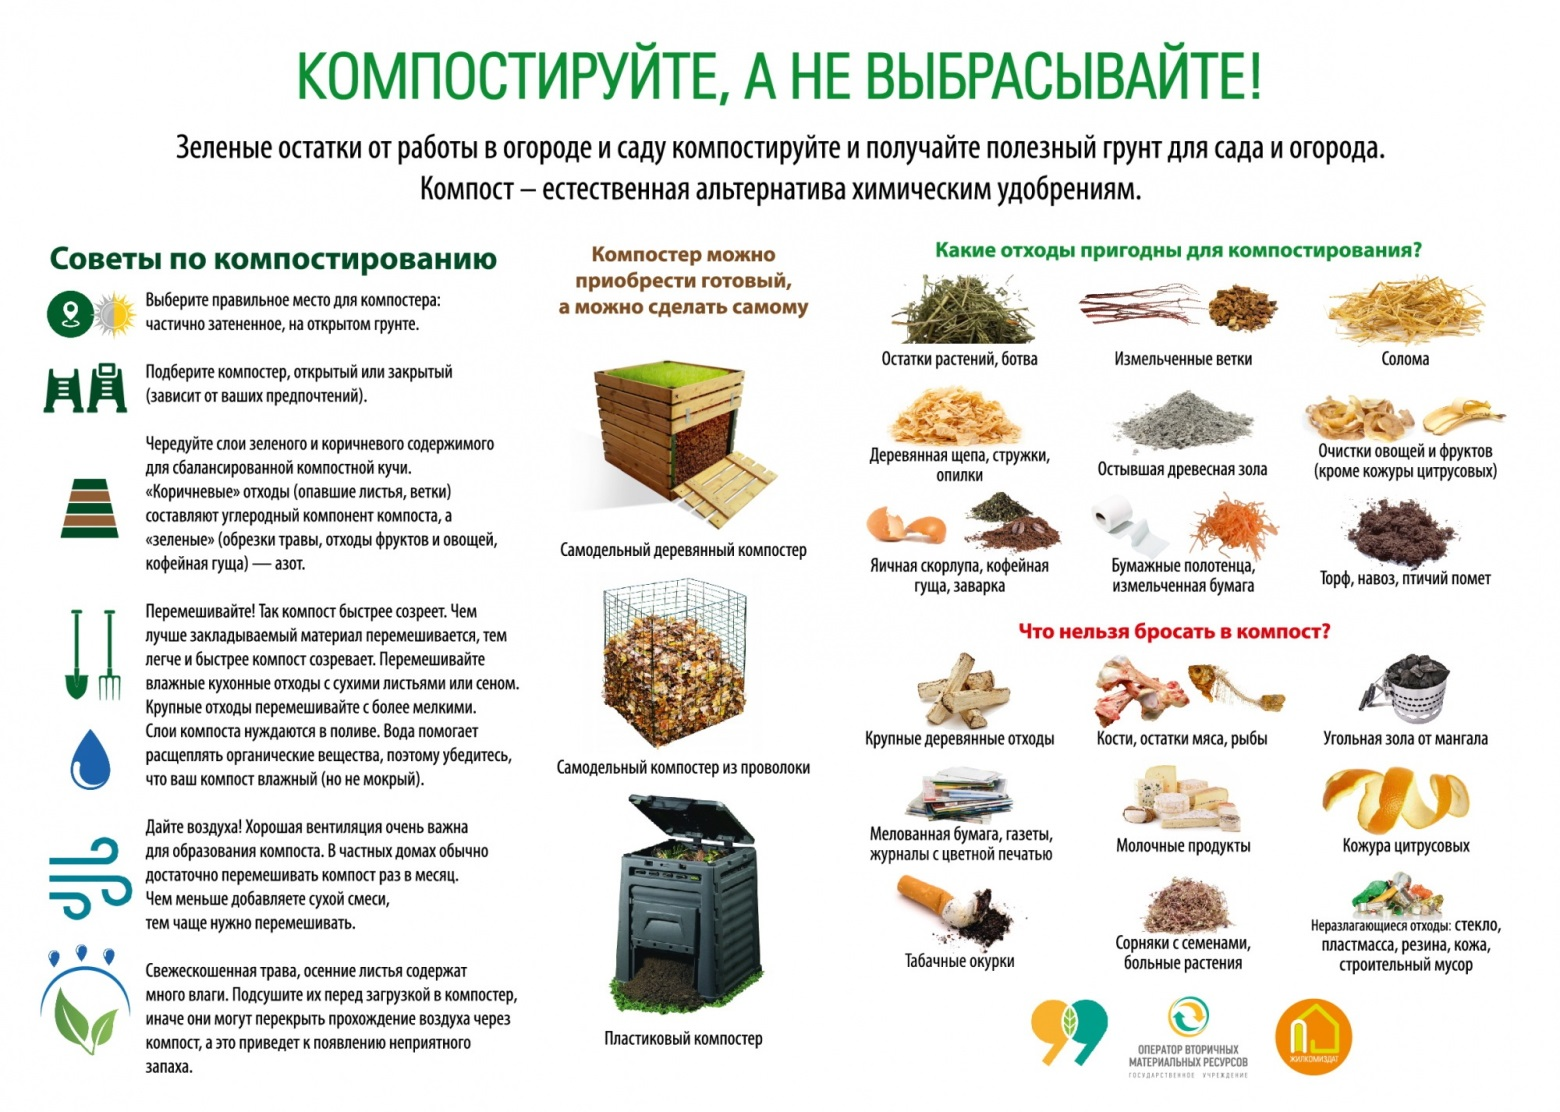 КОМПОСТИРУЙТЕ, А НЕ ВЫБРАСЫВАЙТЕ!
Зеленые остатки от работы в огороде и саду компостируйте и получайте полезный грунт для сада и огорода.
Компост – естественная альтернатива химическим удобрениям.
Советы по компостированию
Выберите правильное место для компостера:
частично затененное, на открытом грунте.
Подберите компостер, открытый или закрытый
(зависит от ваших предпочтений).
Чередуйте слои зеленого и коричневого содержимого
для сбалансированной компостной кучи.
«Коричневые» отходы (опавшие листья, ветки)
составляют углеродный компонент компоста, а
«зеленые» (обрезки травы, отходы фруктов и овощей,
кофейная гуща) — азот.
Перемешивайте! Так компост быстрее созреет. Чем
лучше закладываемый материал перемешивается, тем
легче и быстрее компост созревает. Перемешивайте
влажные кухонные отходы с сухими листьями или сеном.
Крупные отходы перемешивайте с более мелкими.
Слои компоста нуждаются в поливе. Вода помогает
расщеплять органические вещества, поэтому убедитесь,
что ваш компост влажный (но не мокрый).
Дайте воздуха! Хорошая вентиляция очень важна
для образования компоста. В частных домах обычно
достаточно перемешивать компост раз в месяц.
Чем меньше добавляете сухой смеси,
тем чаще нужно перемешивать.
Свежескошенная трава, осенние листья содержат
много влаги. Подсушите их перед загрузкой в компостер,
иначе они могут перекрыть прохождение воздуха через
компост, а это приведет к появлению неприятного
запаха.
Компостер можно
приобрести готовый,
а можно сделать самому
Самодельный деревянный компостер
Самодельный компостер из проволоки
Пластиковый компостер
Какие отходы пригодны для компостирования?
Остатки растений, ботва
Измельченные ветки
Солома
Деревянная щепа, стружки,
опилки
Остывшая древесная зола
Очистки овощей и фруктов
(кроме кожуры цитрусовых)
Яичная скорлупа, кофейная
гуща, заварка
Бумажные полотенца,
измельченная бумага
Торф, навоз, птичий помет
Что нельзя бросать в компост?
Крупные деревянные отходы
Кости, остатки мяса, рыбы
Угольная зола от мангала
Мелованная бумага, газеты,
журналы с цветной печатью
Молочные продукты
Кожура цитрусовых
Табачные окурки
Сорняки с семенами,
больные растения
Неразлагающиеся отходы: стекло,
пластмасса, резина, кожа,
строительный мусор
ОПЕРАТОР ВТОРИЧНЫХ
МАТЕРИАЛЬНЫХ РЕСУРСОВ
ГОСУДАРСТВЕННОЕ УЧРЕЖДЕНИЕ
ЖИЛКОМИЗДАТ